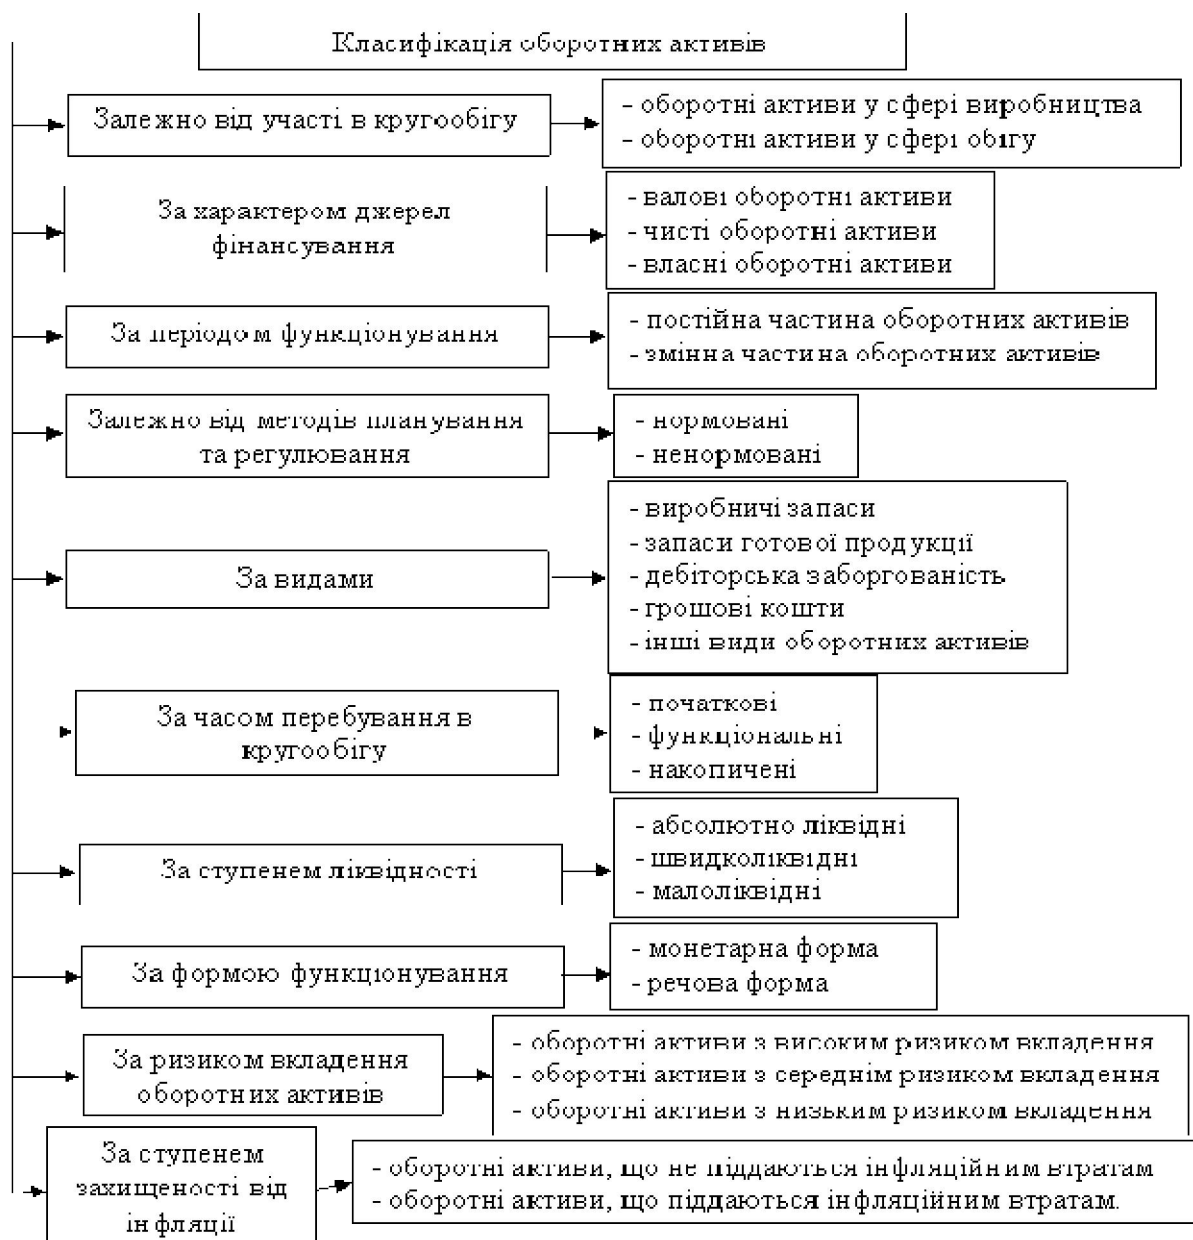 Класифікація оборотних активів
Залежно від участі в кругообігу
- оборотні активи у сфері виробництва
- оборотні активи у сфері обігу
За характером джерел
фінансування
- валові оборотні активи
- чисті оборотні активи
- власні оборотні активи
За періодом функціонування
- постійна частина оборотних активів
- змінна частина оборотних активів
Залежно від методів планування
та регулювання
- нормовані
- ненормовані
За видами
- виробничі запаси
- запаси готової продукції
- дебіторська заборгованість
- грошові кошти
- інші види оборотних активів
За часом перебування в
кругообігу
- початкові
- функціональні
- накопичені
За ступенем ліквідності
- абсолютно ліквідні
- швидколіквідні
- малоліквідні
За формою функціонування
- монетарна форма
- речова форма
За ризиком вкладення
оборотних активів
- оборотні активи з високим ризиком вкладення
- оборотні активи з середнім ризиком вкладення
- оборотні активи з низьким ризиком вкладення
За ступенем
захищеності від
інфляції
- оборотні активи, що не піддаються інфляційним втратам
- оборотні активи, що піддаються інфляційним втратам.